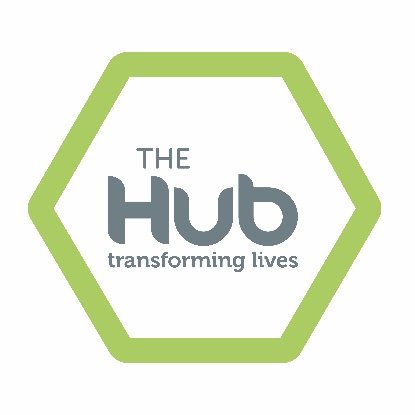 THE
Hub
transforming lives